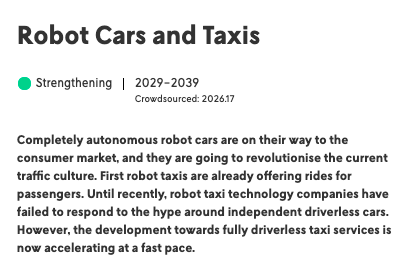 Robot Cars and Taxis
Strengthening | 2029–2039
Crowdsourced: 2026.17
Completely autonomous robot cars are on their way to the
consumer market, and they are going to revolutionise the current
traffic culture. First robot taxis are already offering rides for
passengers. Until recently, robot taxi technology companies have
failed to respond to the hype around independent driverless cars.
However, the development towards fully driverless taxi services is
now accelerating at a fast pace.